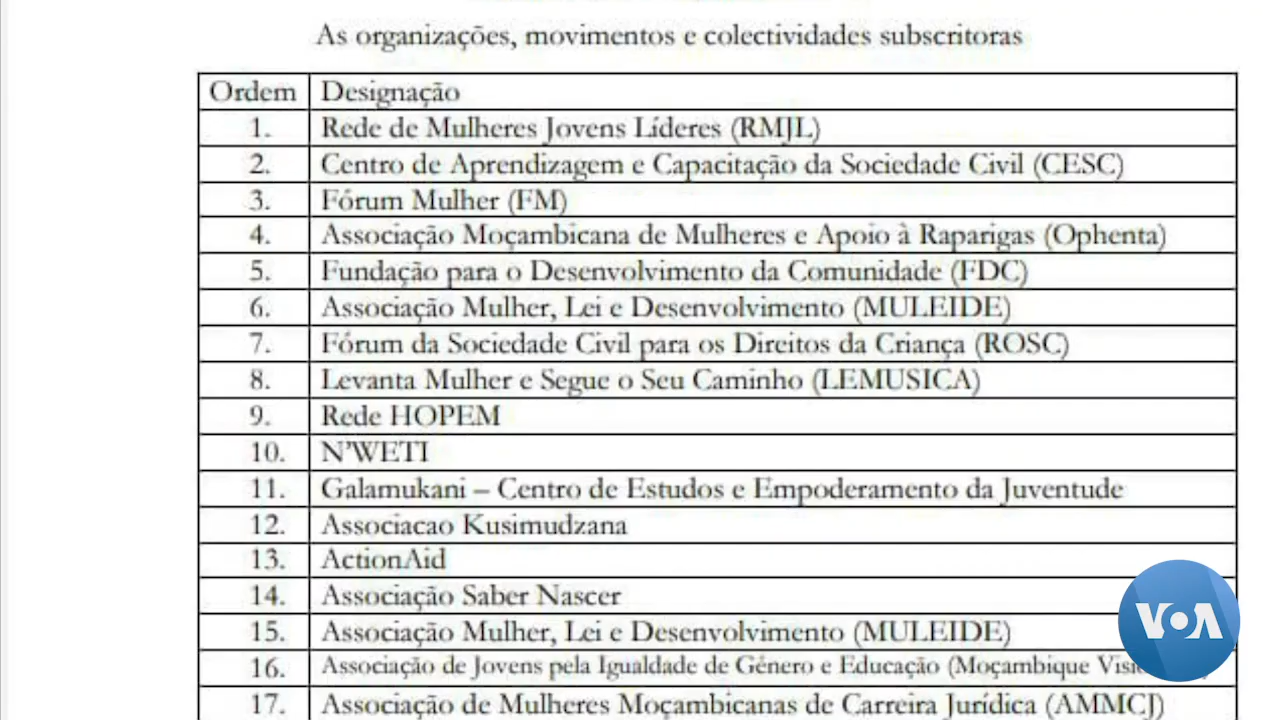 As organizações, movimentos e colectividades subscritoras
Ordem Designação
1. Rede de Mulheres Jovens Líderes (RMJL)
2. Centro de Aprendizagem e Capacitação da Sociedade Civil (CESC)
3. Fórum Mulher (FM)
4. Associação Moçambicana de Mulheres e Apoio à Raparigas (Ophenta)
5. Fundação para o Desenvolvimento da Comunidade (FDC)
6. Associação Mulher, Lei e Desenvolvimento (MULEIDE)
7. Fórum da Sociedade Civil para os Direitos da Criança (ROSC)
8. Levanta Mulher e Segue o Seu Caminho (LEMUSICA)
9. Rede HOPEM
10. N'WETI
11. Galamukani – Centro de Estudos e Empoderamento da Juventude
12. Associacao Kusimudzana
13. ActionAid
14. Associação Saber Nascer
15. Associação Mulher, Lei e Desenvolvimento (MULEIDE)
16. Associação de Jovens pela Igualdade de Género e Educação (Moçambique
17. Associação de Mulheres Moçambicanas de Carreira Jurídica (AMMCJ)
VOA